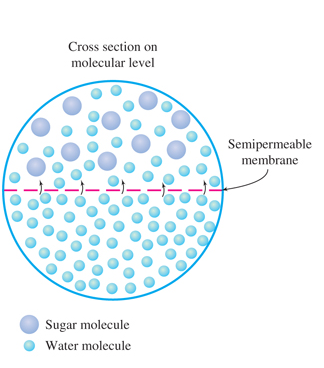 Cross section on
molecular level
Semipermeable
membrane
Sugar molecule
Water molecule